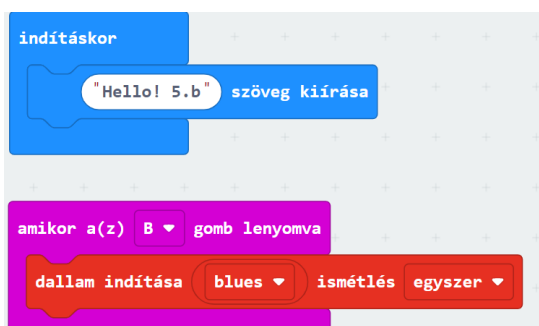 indításkor
"Hello! 5.b" szöveg kiírása
amikor a(z) B gomb lenyomva
dallam indítása blues ismétlés egyszer